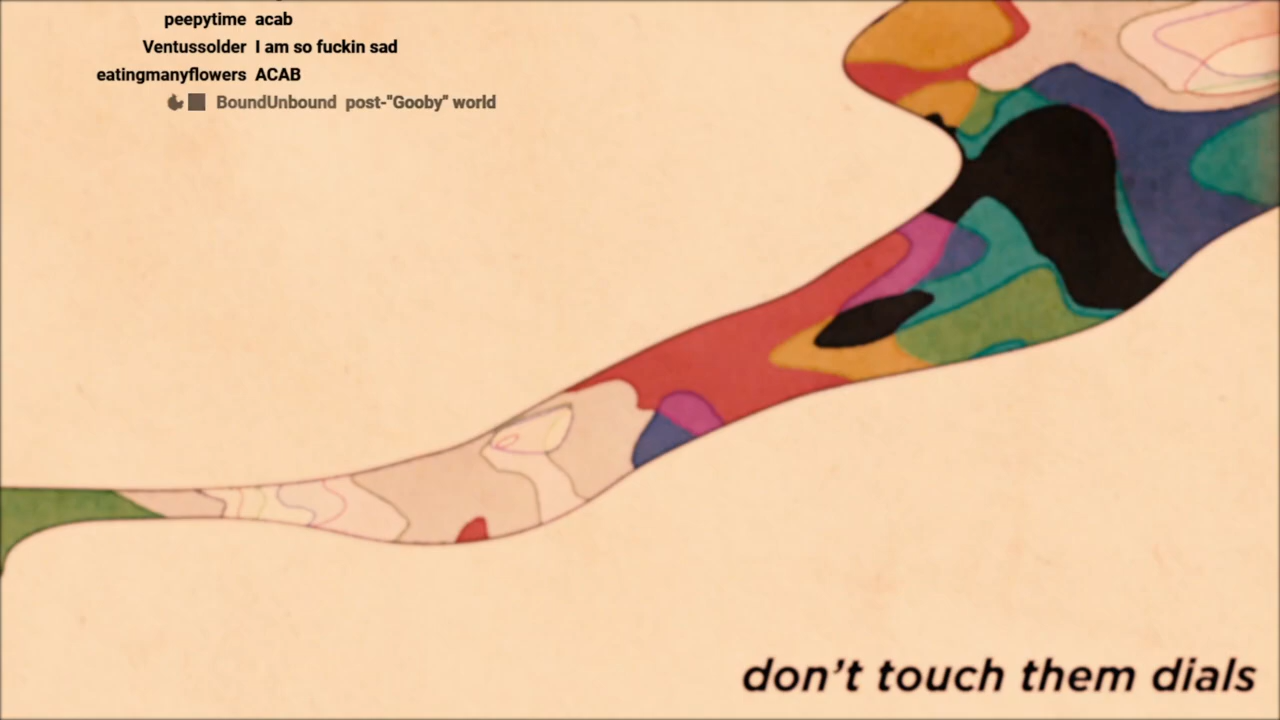 peepytime acab
Ventussolder I am so fuckin sad
eatingmanyflowers ACAB
BoundUnbound post-"Gooby" world
don't touch them dials